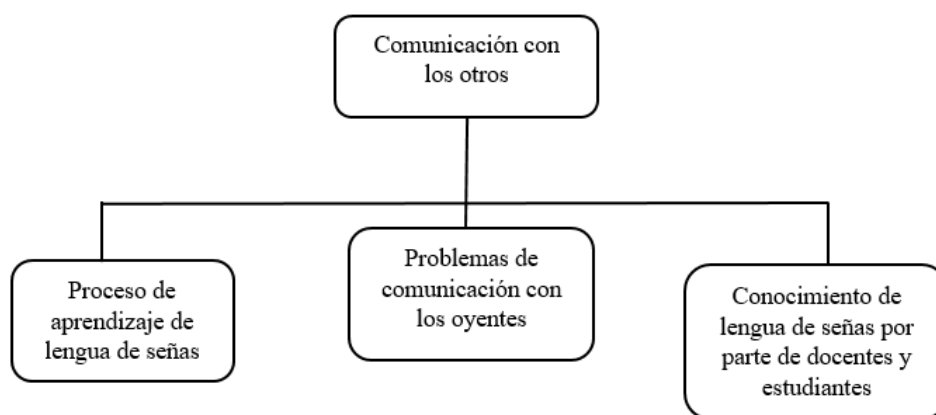 Comunicación con
los otros
Proceso de
aprendizaje de
lengua de señas
Problemas de
comunicación con
los oyentes
Conocimiento de
lengua de señas por
parte de docentes y
estudiantes